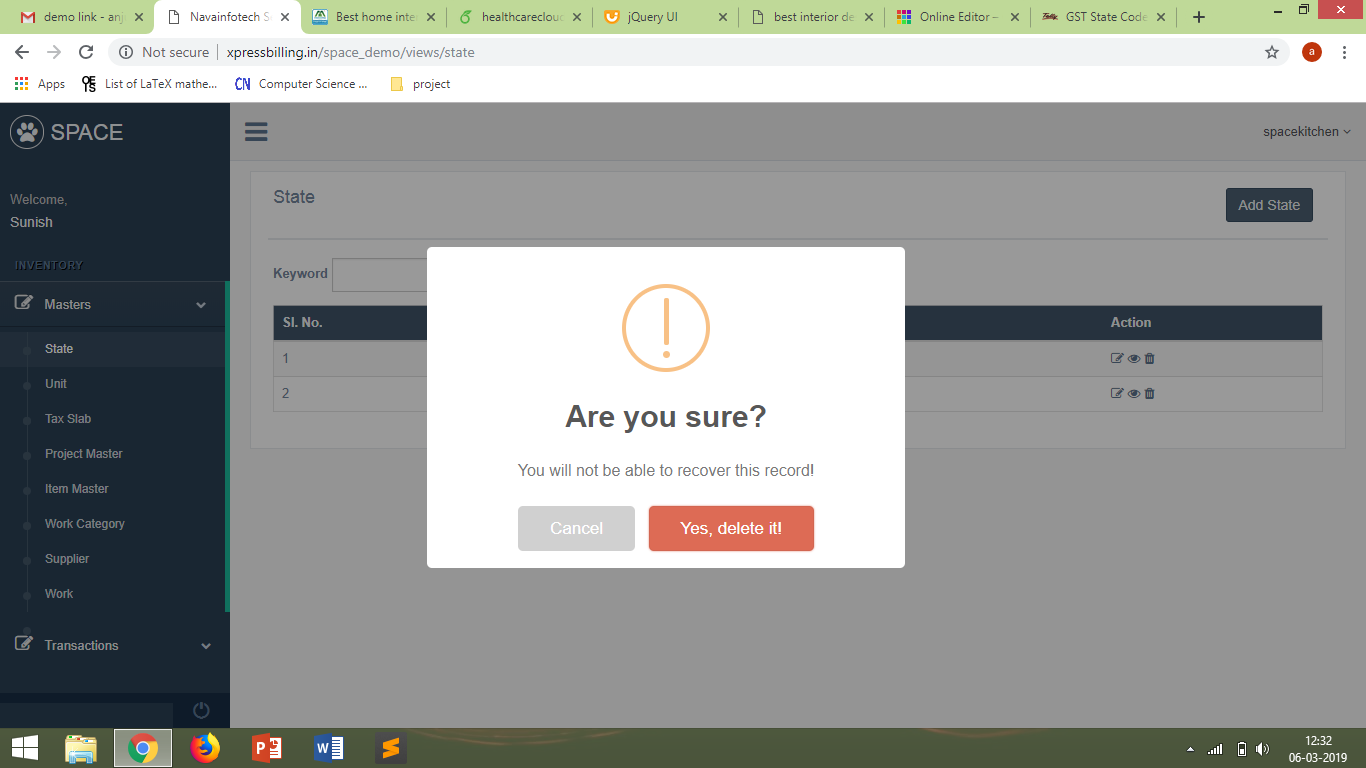 demo link - anj
Navainfotech S
Best home inte
healthcarecloud
jQuery UI
best interior de
Online Editor –
GST State Code
Not secure
xpressbilling.in/space_demo/views/state
a
Apps
List of LaTeX mathe...
CN Computer Science ...
project
SPACE
spacekitchen
Welcome,
Sunish
INVENTORY
Masters
State
Unit
Tax Slab
Project Master
Item Master
Work Category
Supplier
Work
Transactions
State
Add State
Keyword
Sl. No.
Action
1
2
Are you sure?
You will not be able to recover this record!
Cancel
Yes, delete it!
12:32
06-03-2019